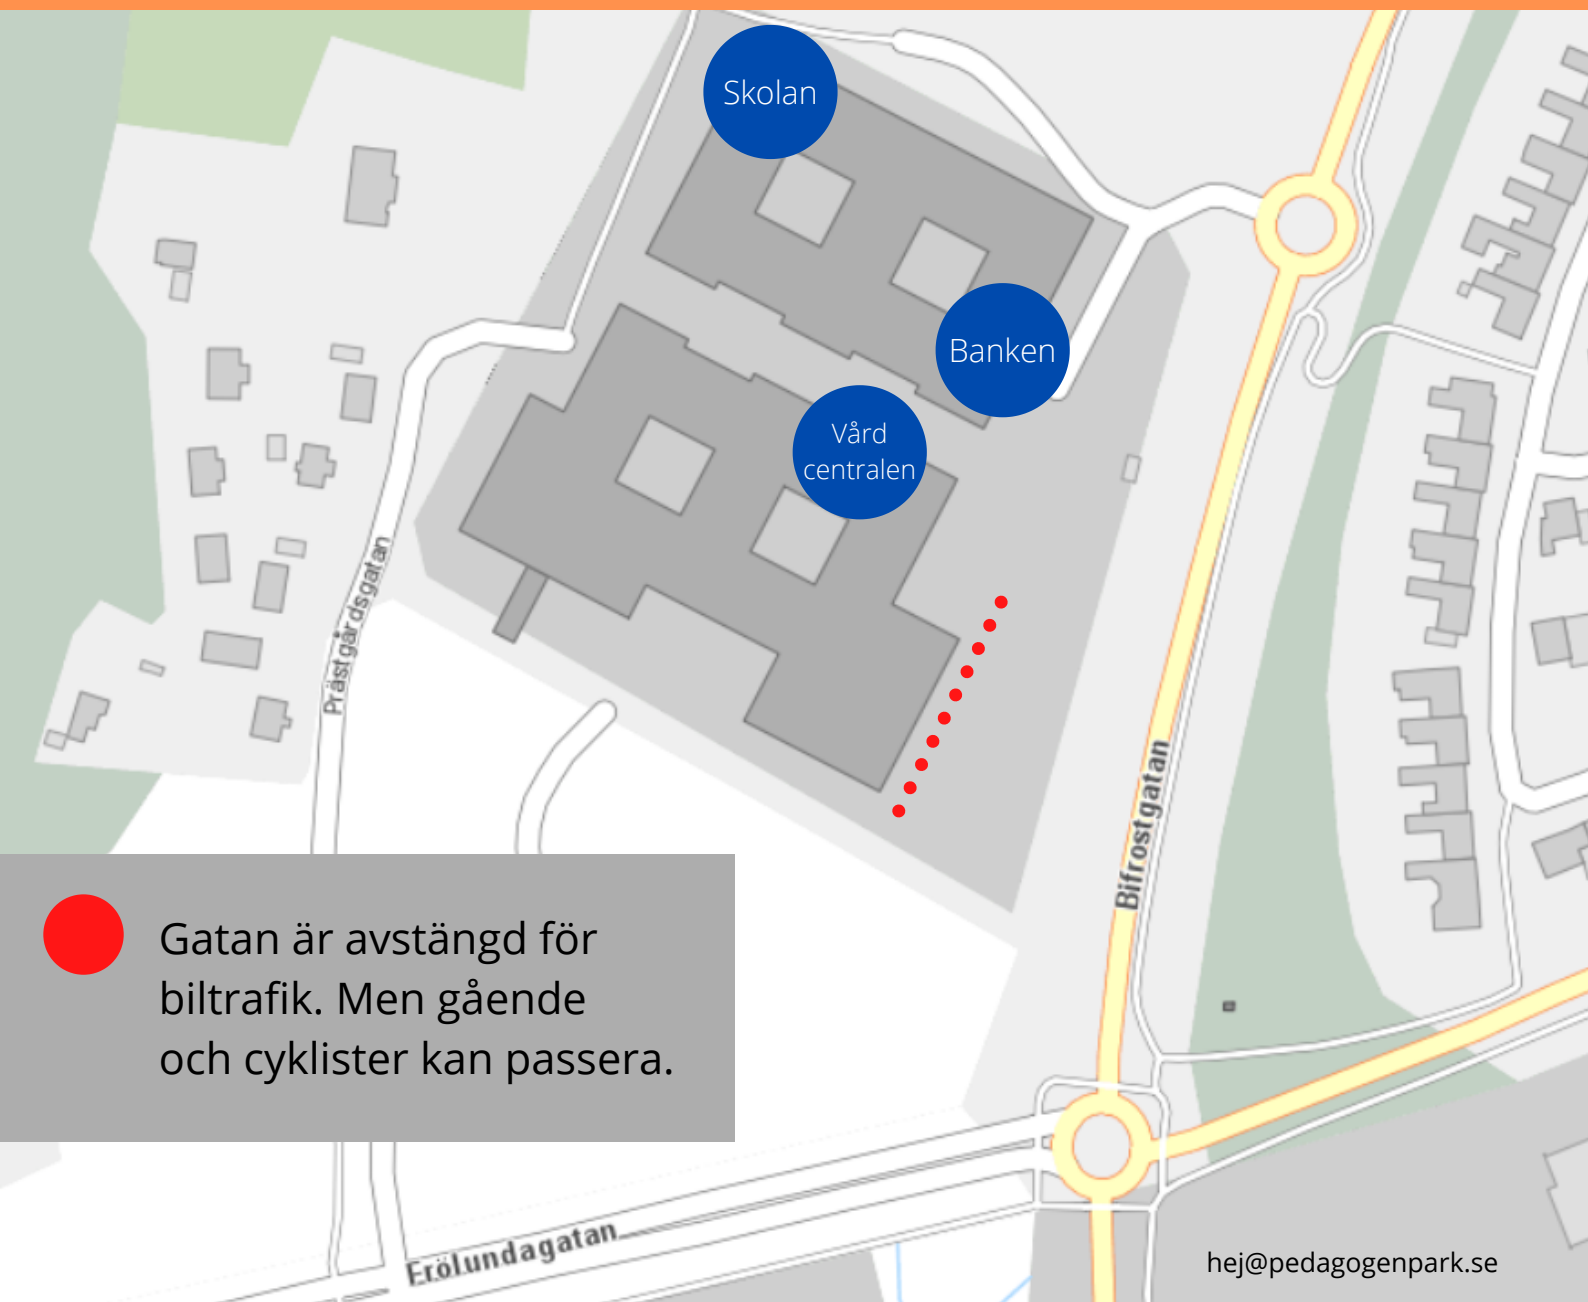 Skolan
Banken
Vård
centralen
Prästgårdsgatan
Bifrostgatan
Gatan är avstängd för
biltrafik. Men gående
och cyklister kan passera.
Frölundagatan
hej@pedagogenpark.se